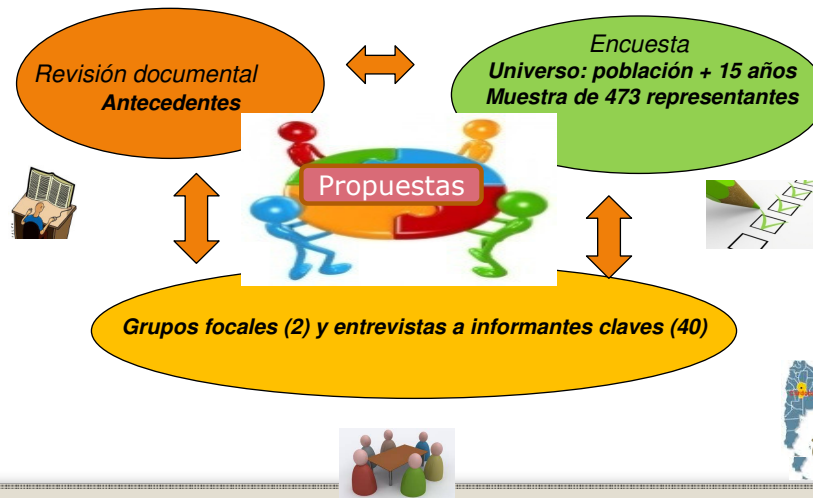 Revisión documental
Antecedentes
Encuesta
Universo: población + 15 años
Muestra de 473 representantes
Propuestas
Grupos focales (2) y entrevistas a informantes claves (40)